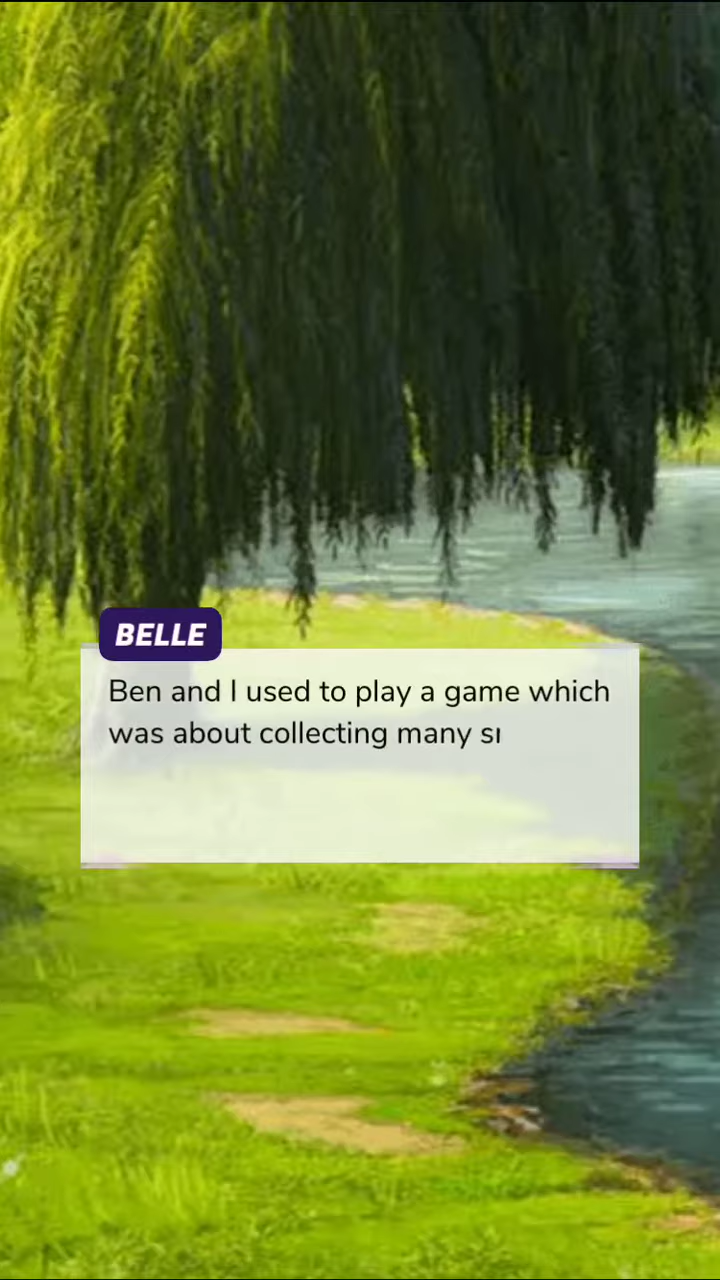 BELLE
Ben and I used to play a game which
was about collecting many